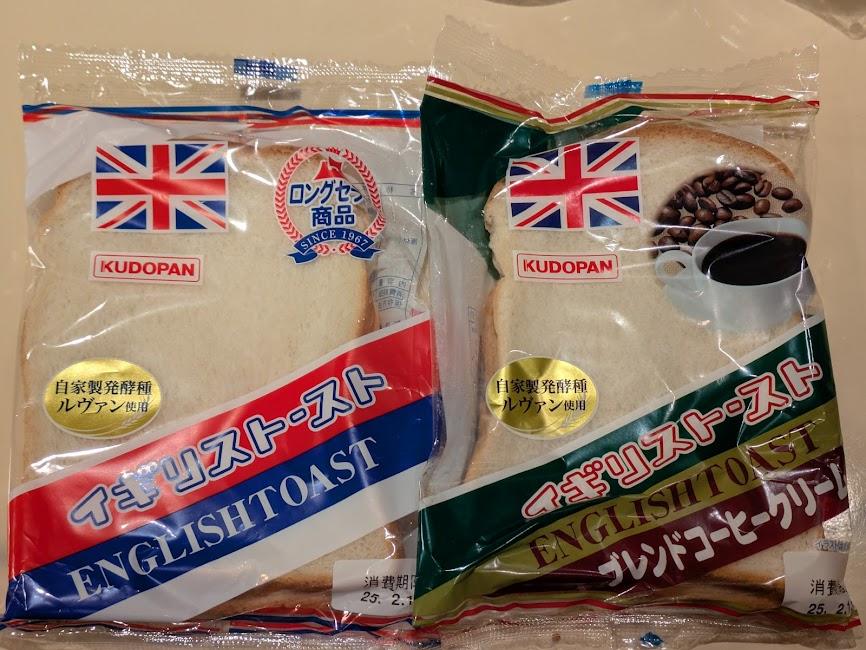 ロングセラー
商品
SINCE 1967
KUDOPAN
自家製発酵種
ルヴァン使用
イギリストースト
ENGLISHTOAST
消費期
25. 2.1
KUDOPAN
自家製発酵種
ルヴァン使用
イギリストースト
ENGLISHTOAST
ブレンドコーヒークリーム
消費
25. 2.1